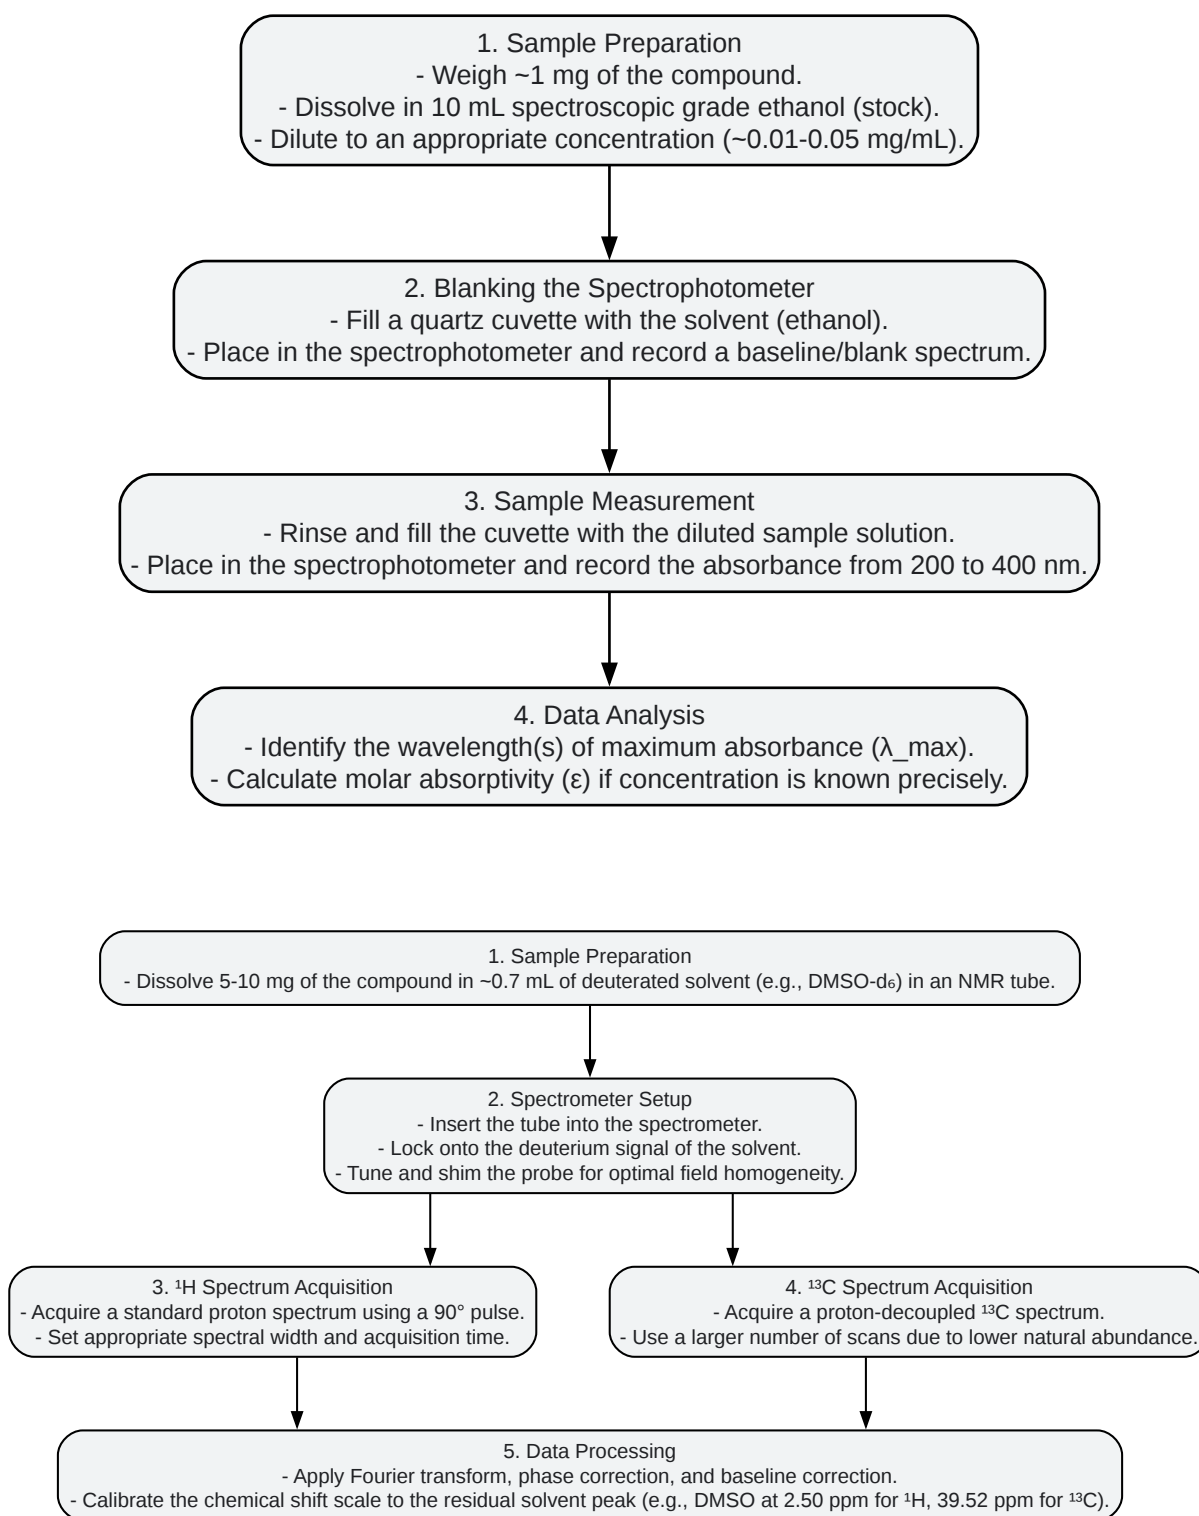 1. Sample Preparation
- Weigh ~1 mg of the compound.
- Dissolve in 10 mL spectroscopic grade ethanol (stock).
- Dilute to an appropriate concentration (~0.01-0.05 mg/mL).
2. Blanking the Spectrophotometer
- Fill a quartz cuvette with the solvent (ethanol).
- Place in the spectrophotometer and record a baseline/blank spectrum.
3. Sample Measurement
- Rinse and fill the cuvette with the diluted sample solution.
- Place in the spectrophotometer and record the absorbance from 200 to 400 nm.
4. Data Analysis
- Identify the wavelength(s) of maximum absorbance (λ_max).
- Calculate molar absorptivity (ε) if concentration is known precisely.
1. Sample Preparation
- Dissolve 5-10 mg of the compound in ~0.7 mL of deuterated solvent (e.g., DMSO-d₆) in an NMR tube.
2. Spectrometer Setup
- Insert the tube into the spectrometer.
- Lock onto the deuterium signal of the solvent.
- Tune and shim the probe for optimal field homogeneity.
3. ¹H Spectrum Acquisition
- Acquire a standard proton spectrum using a 90° pulse.
- Set appropriate spectral width and acquisition time.
4. ¹³C Spectrum Acquisition
- Acquire a proton-decoupled ¹³C spectrum.
- Use a larger number of scans due to lower natural abundance.
5. Data Processing
- Apply Fourier transform, phase correction, and baseline correction.
- Calibrate the chemical shift scale to the residual solvent peak (e.g., DMSO at 2.50 ppm for ¹H, 39.52 ppm for ¹³C).